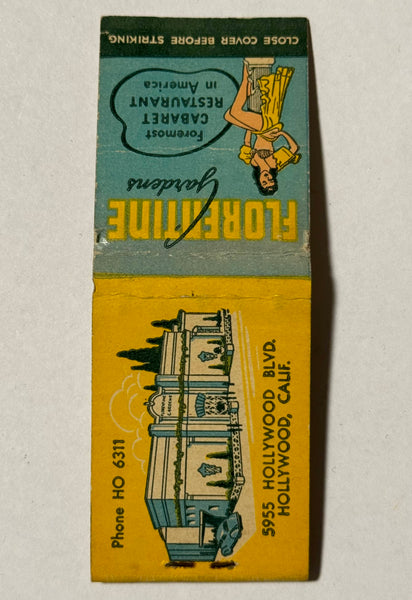 CLOSE COVER BEFORE STRIKING
Foremost
CABARET
RESTAURANT
in America
FLORENTINE
Gardens
Phone HO 6311
5955 HOLLYWOOD BLVD.
HOLLYWOOD, CALIF.